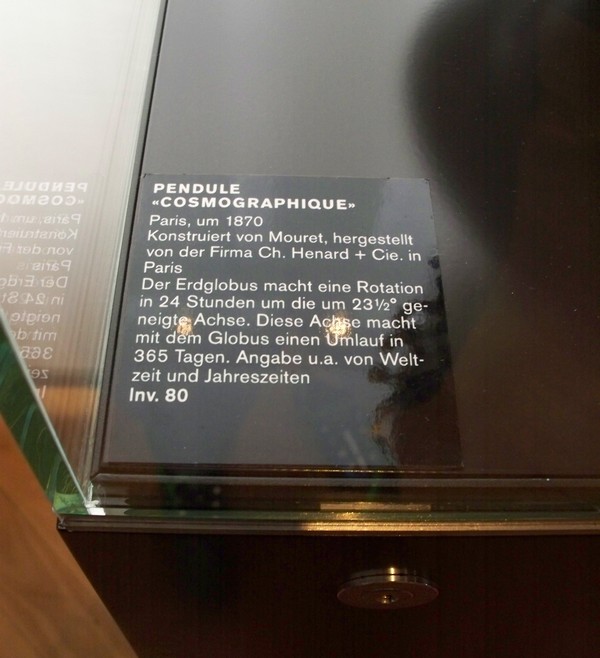 PENDULE
«COSMOGRAPHIQUE»
Paris, um 1870
Konstruiert von Mouret, hergestellt
von der Firma Ch. Henard + Cie. in
Paris
Der Erdglobus macht eine Rotation
in 24 Stunden um die um 23½° ge-
neigte Achse. Diese Achse macht
mit dem Globus einen Umlauf in
365 Tagen. Angabe u.a. von Welt-
zeit und Jahreszeiten
Inv. 80